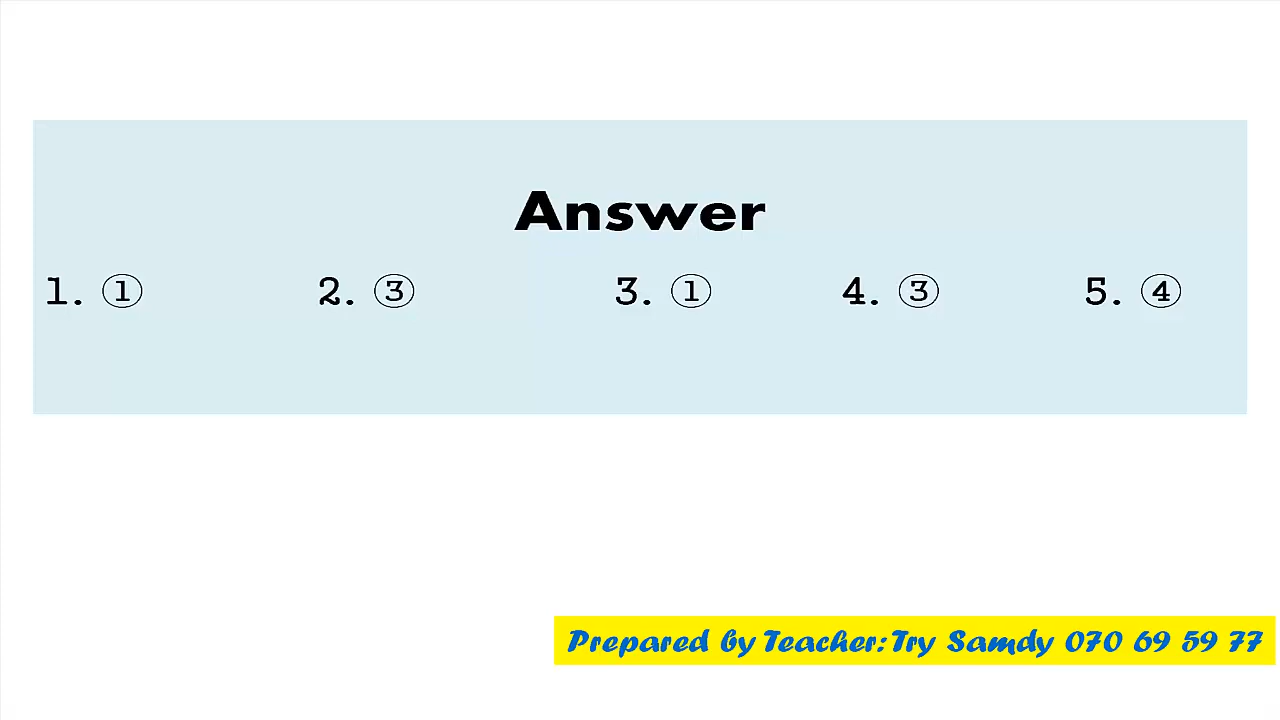 Answer
1. ① 2. ③ 3. ① 4. ③ 5. ④
Prepared by Teacher: Try Samdy 070 69 59 77